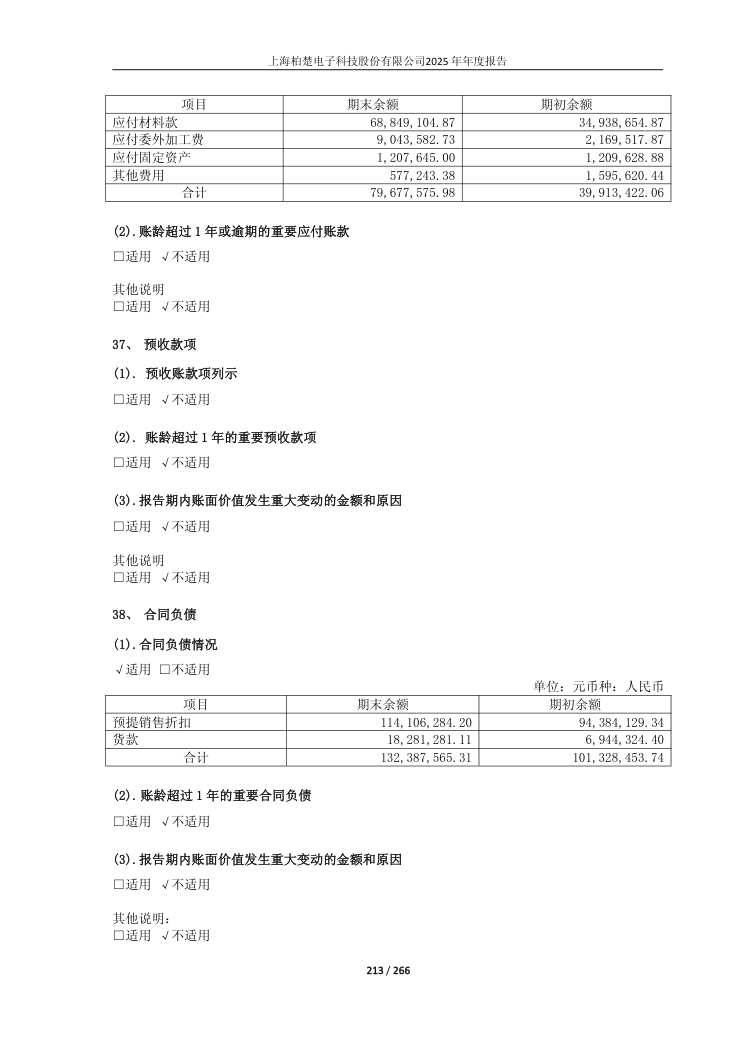 上海柏楚电子科技股份有限公司2025 年年度报告
项目 期末余额 期初余额
应付材料款 68,849,104.87 34,938,654.87
应付委外加工费 9,043,582.73 2,169,517.87
应付固定资产 1,207,645.00 1,209,628.88
其他费用 577,243.38 1,595,620.44
合计 79,677,575.98 39,913,422.06
(2).账龄超过 1 年或逾期的重要应付账款
□适用 √不适用
其他说明
□适用 √不适用
37、 预收款项
(1). 预收账款项列示
□适用 √不适用
(2). 账龄超过 1 年的重要预收款项
□适用 √不适用
(3).报告期内账面价值发生重大变动的金额和原因
□适用 √不适用
其他说明
□适用 √不适用
38、 合同负债
(1).合同负债情况
√适用 □不适用
单位：元币种：人民币
项目 期末余额 期初余额
预提销售折扣 114,106,284.20 94,384,129.34
货款 18,281,281.11 6,944,324.40
合计 132,387,565.31 101,328,453.74
(2).账龄超过 1 年的重要合同负债
□适用 √不适用
(3).报告期内账面价值发生重大变动的金额和原因
□适用 √不适用
其他说明：
□适用 √不适用
213 / 266